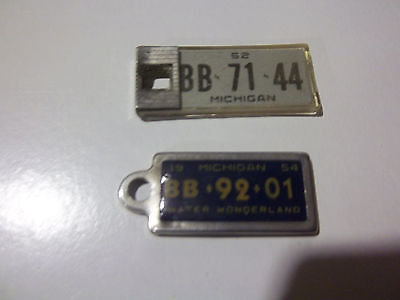 52
BB·71·44
MICHIGAN
19 MICHIGAN 54
BB·92·01
WATER WONDERLAND